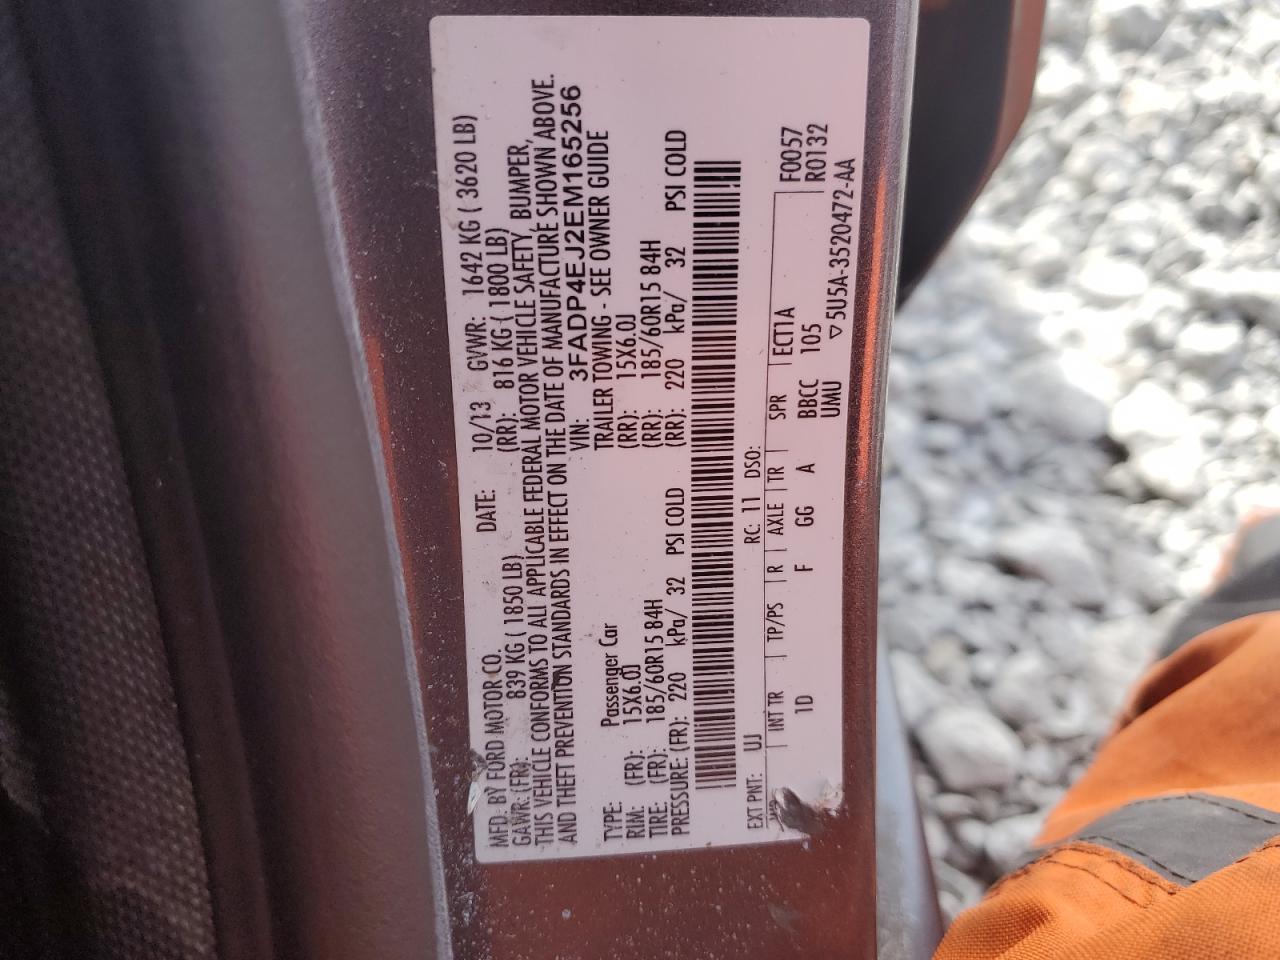 MFD. BY FORD MOTOR CO. DATE: 10/13 GVWR: 1642 KG ( 3620 LB)
GAWR: (FR): 839 KG ( 1850 LB) (RR): 816 KG ( 1800 LB)
THIS VEHICLE CONFORMS TO ALL APPLICABLE FEDERAL MOTOR VEHICLE SAFETY, BUMPER,
AND THEFT PREVENTION STANDARDS IN EFFECT ON THE DATE OF MANUFACTURE SHOWN ABOVE.
VIN: 3FADP4EJ2EM165256
TYPE: Passenger Car TRAILER TOWING - SEE OWNER GUIDE
RIM: (FR): 15X6.0J (RR): 15X6.0J
TIRE: (FR): 185/60R15 84H (RR): 185/60R15 84H
PRESSURE: (FR): 220 kPa/ 32 PSI COLD (RR): 220 kPa/ 32 PSI COLD
EXT PNT: UJ RC: 11 DSO:
INT TR TP/PS R AXLE TR SPR ECT1A F0057
1D F GG A BBCC 105 R0132
UMU ▽5U5A-3520472-AA